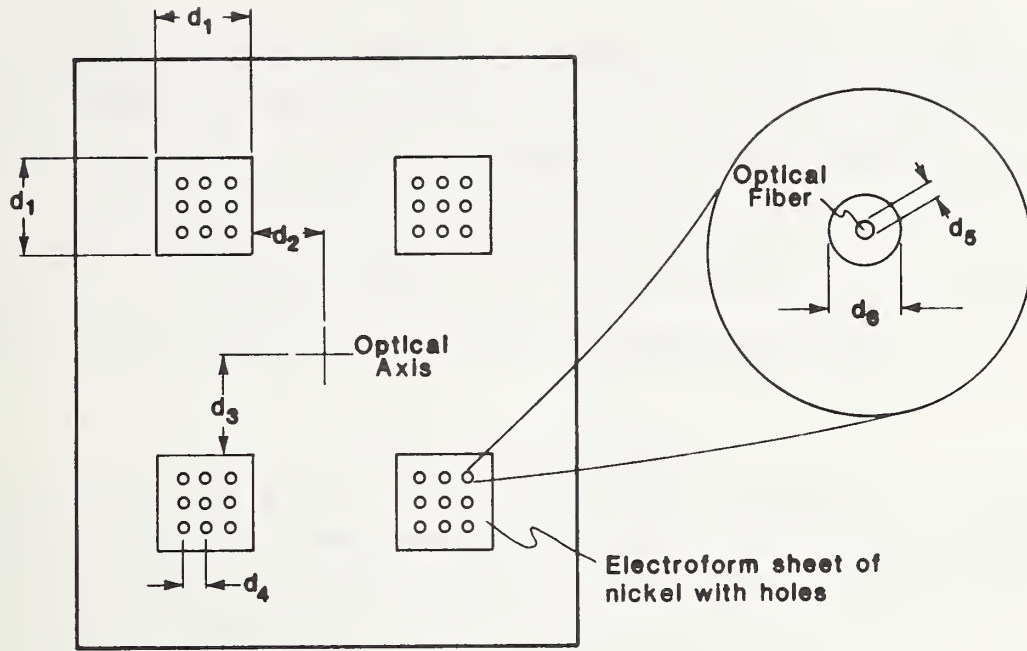 d₁
d₁
d₂
Optical
Axis
d₃
d₄
Optical
Fiber
d₅
d₆
Electroform sheet of
nickel with holes